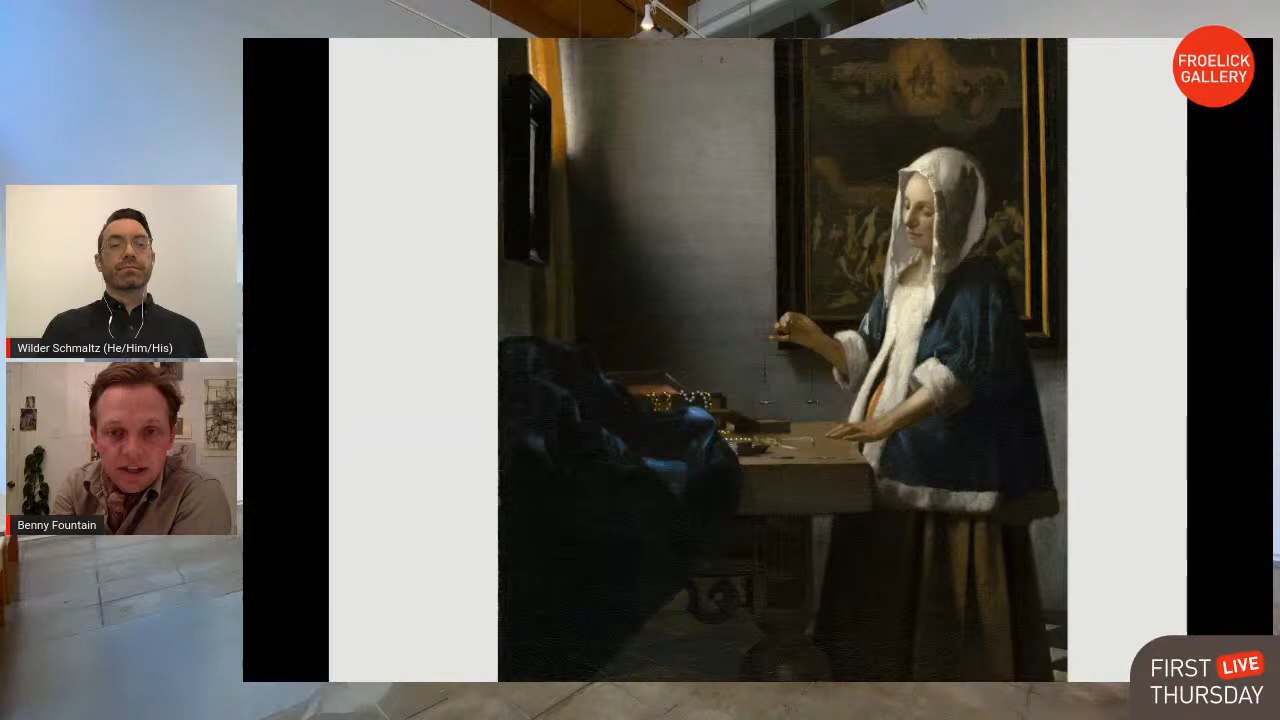 FROELICK
GALLERY
Wilder Schmaltz (He/Him/His)
Benny Fountain
FIRST LIVE
THURSDAY